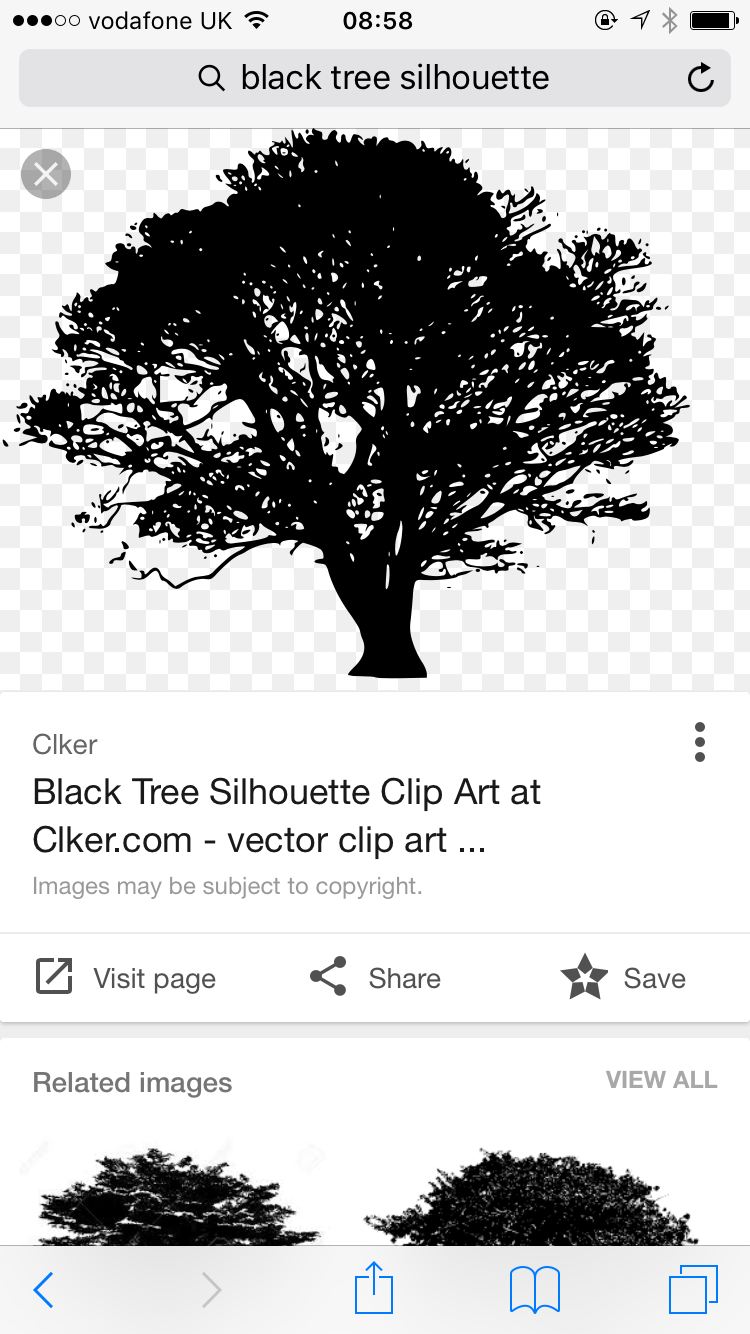 vodafone UK
08:58
black tree silhouette
Clker
Black Tree Silhouette Clip Art at
Clker.com - vector clip art ...
Images may be subject to copyright.
Visit page
Share
Save
Related images
VIEW ALL